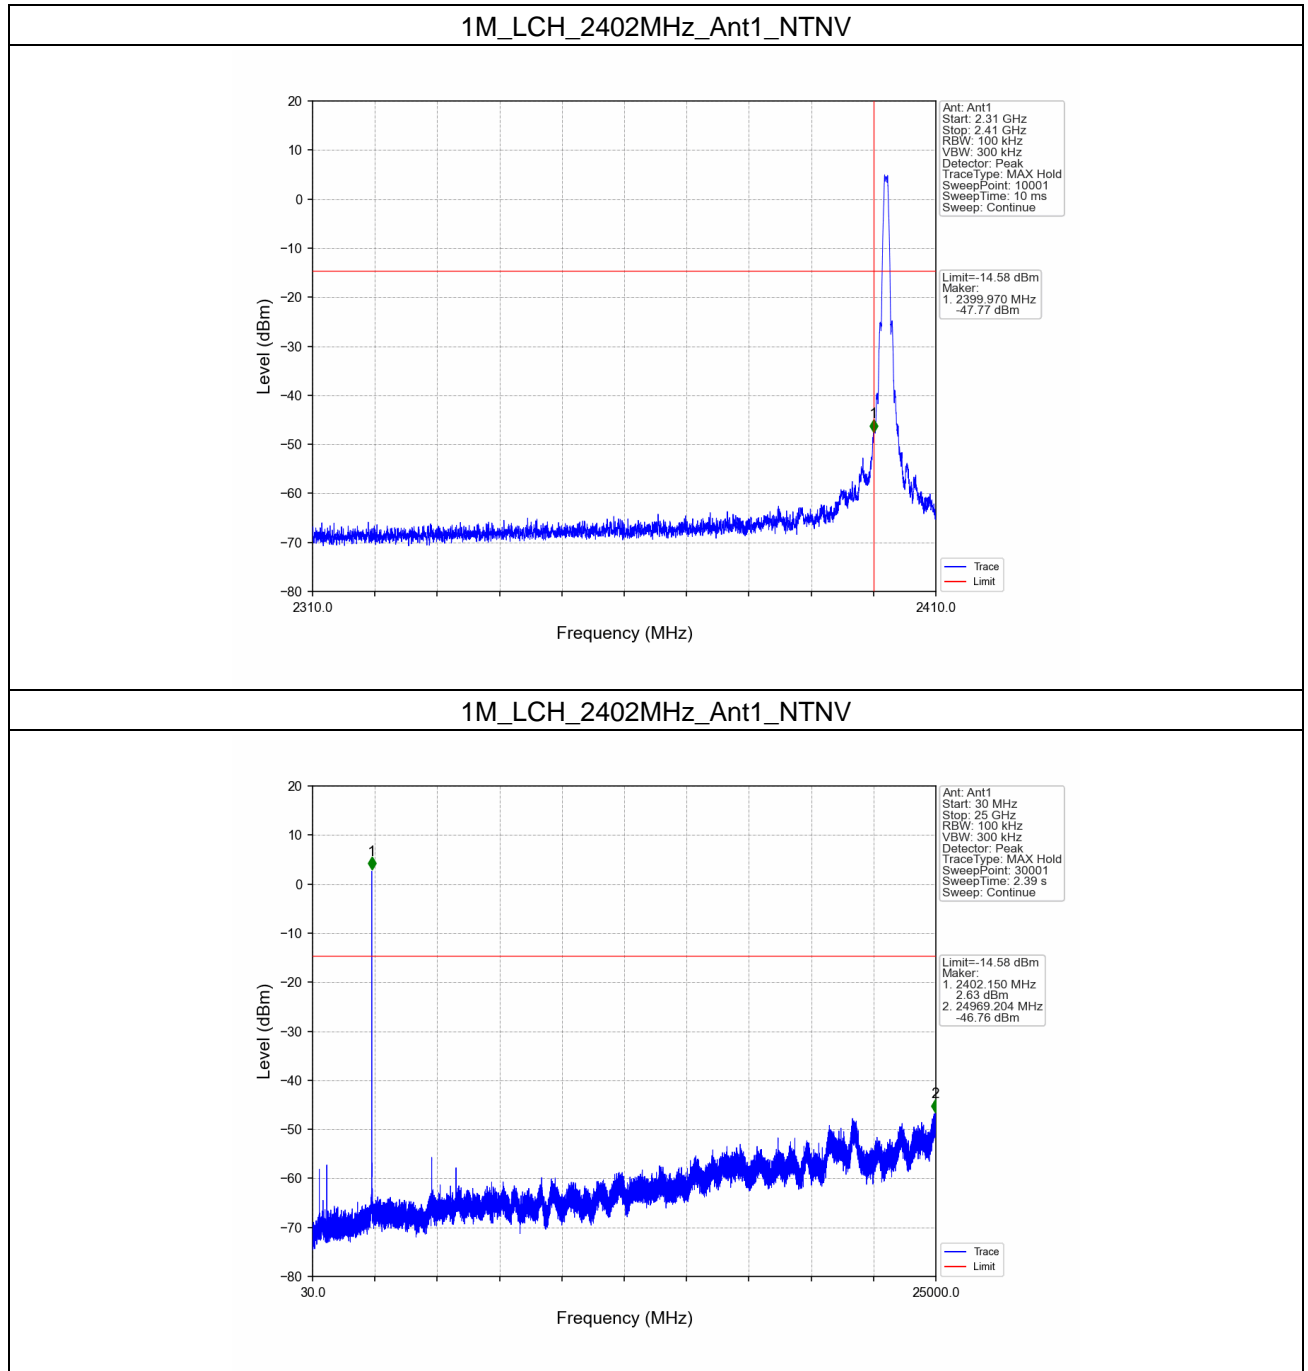 1M_LCH_2402MHz_Ant1_NTNV
20
10
0
−10
−20
−30
−40
−50
−60
−70
−80
Level (dBm)
1
2310.0
2410.0
Frequency (MHz)
Ant: Ant1
Start: 2.31 GHz
Stop: 2.41 GHz
RBW: 100 kHz
VBW: 300 kHz
Detector: Peak
TraceType: MAX Hold
SweepPoint: 10001
SweepTime: 10 ms
Sweep: Continue
Limit=-14.58 dBm
Maker:
1. 2399.970 MHz
-47.77 dBm
Trace
Limit
1M_LCH_2402MHz_Ant1_NTNV
20
10
0
−10
−20
−30
−40
−50
−60
−70
−80
Level (dBm)
1
2
30.0
25000.0
Frequency (MHz)
Ant: Ant1
Start: 30 MHz
Stop: 25 GHz
RBW: 100 kHz
VBW: 300 kHz
Detector: Peak
TraceType: MAX Hold
SweepPoint: 30001
SweepTime: 2.39 s
Sweep: Continue
Limit=-14.58 dBm
Maker:
1. 2402.150 MHz
2.63 dBm
2. 24969.204 MHz
-46.76 dBm
Trace
Limit